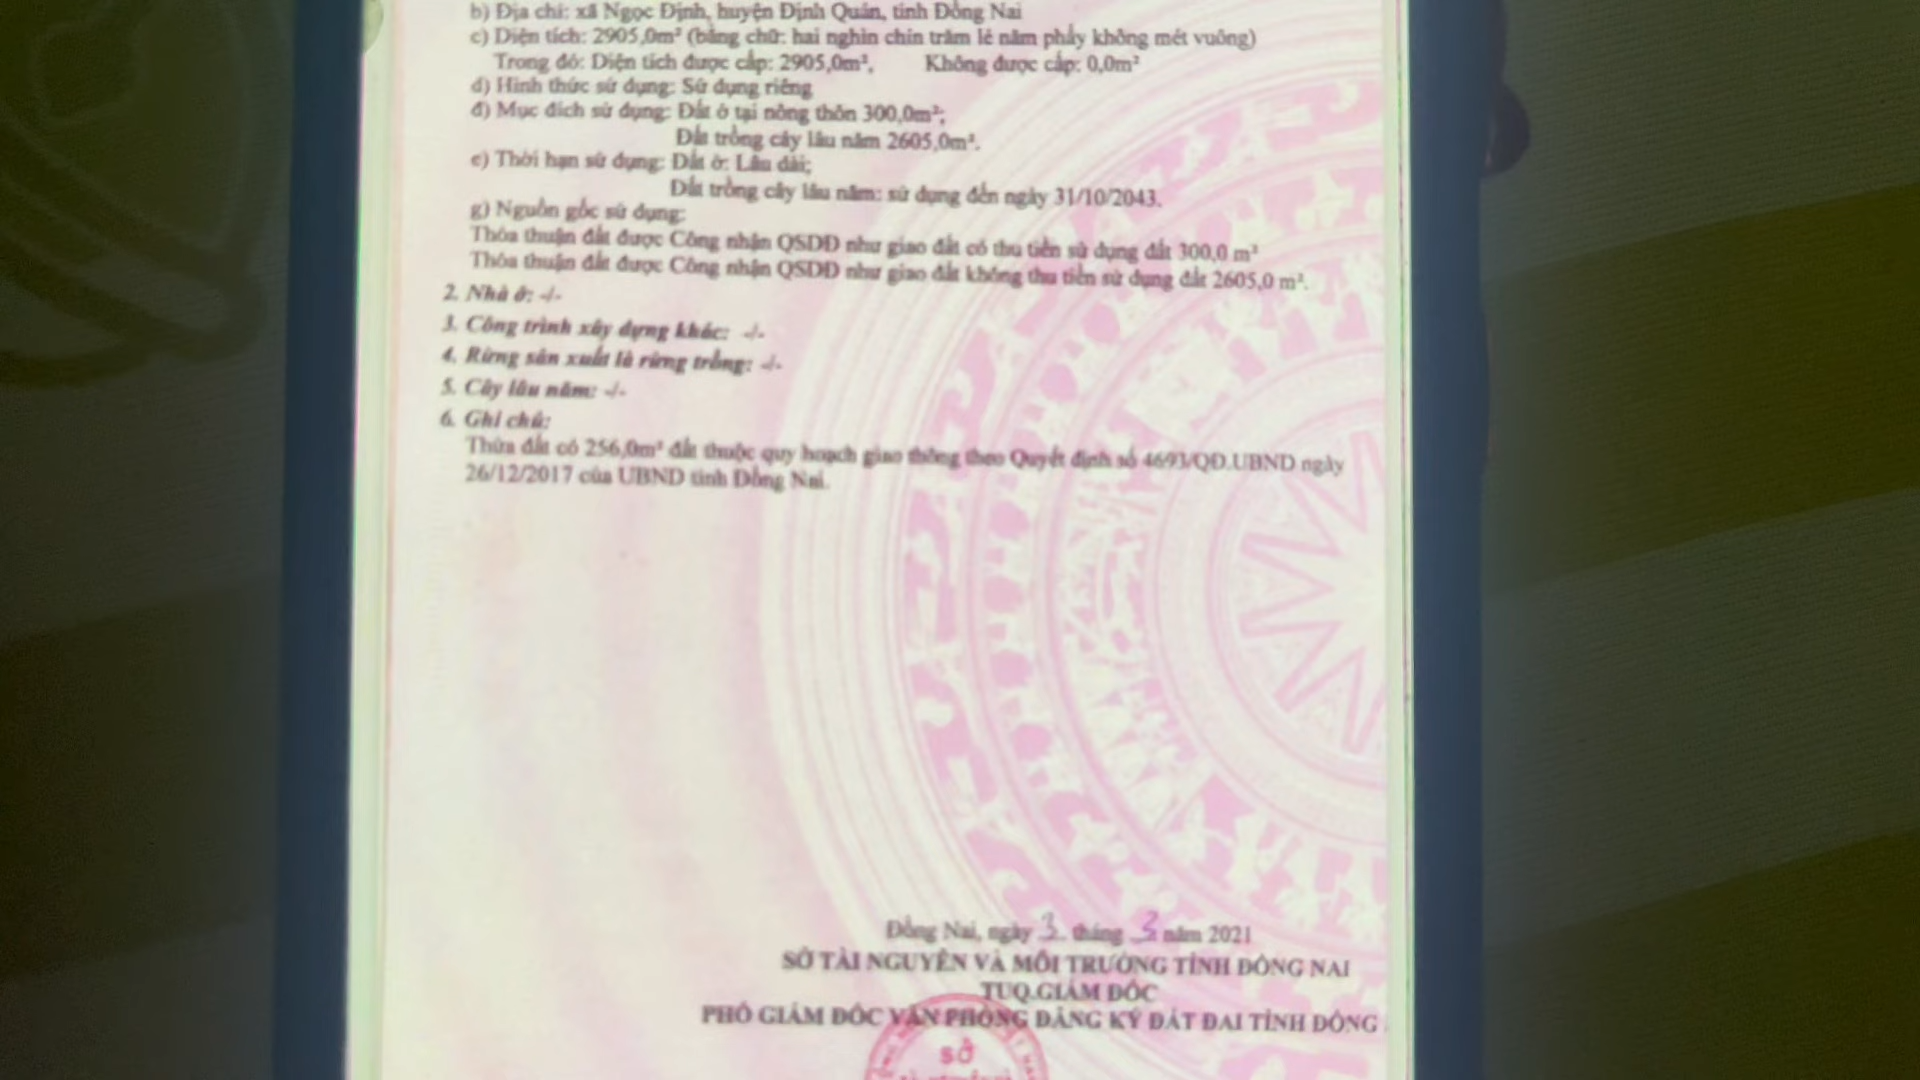 b) Địa chỉ: xã Ngọc Định, huyện Định Quán, tỉnh Đồng Nai
c) Diện tích: 2905,0m² (bằng chữ: hai nghìn chín trăm lẻ năm phẩy không mét vuông)
Trong đó: Diện tích được cấp: 2905,0m², Không được cấp: 0,0m²
d) Hình thức sử dụng: Sử dụng riêng
đ) Mục đích sử dụng: Đất ở tại nông thôn 300,0m²;
Đất trồng cây lâu năm 2605,0m².
e) Thời hạn sử dụng: Đất ở: Lâu dài;
Đất trồng cây lâu năm: sử dụng đến ngày 31/10/2043.
g) Nguồn gốc sử dụng:
Thỏa thuận đất được Công nhận QSDĐ như giao đất có thu tiền sử dụng đất 300,0 m²
Thỏa thuận đất được Công nhận QSDĐ như giao đất không thu tiền sử dụng đất 2605,0 m².
2. Nhà ở: -/-
3. Công trình xây dựng khác: -/-
4. Rừng sản xuất là rừng trồng: -/-
5. Cây lâu năm: -/-
6. Ghi chú:
Thửa đất có 256,0m² đất thuộc quy hoạch giao thông theo Quyết định số 4693/QĐ.UBND ngày
26/12/2017 của UBND tỉnh Đồng Nai.
Đồng Nai, ngày 3. tháng 3 năm 2021
SỞ TÀI NGUYÊN VÀ MÔI TRƯỜNG TỈNH ĐỒNG NAI
TUQ.GIÁM ĐỐC
PHÓ GIÁM ĐỐC VĂN PHÒNG ĐĂNG KÝ ĐẤT ĐAI TỈNH ĐỒNG
SỞ